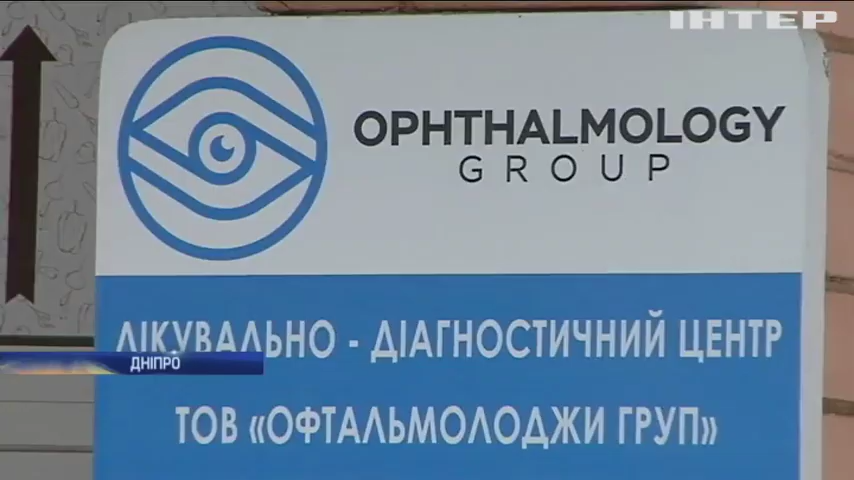 ІНТЕР
OPHTHALMOLOGY
GROUP
ЛІКУВАЛЬНО - ДІАГНОСТИЧНИЙ ЦЕНТР
ДНІПРО
ТОВ «ОФТАЛЬМОЛОДЖИ ГРУП»